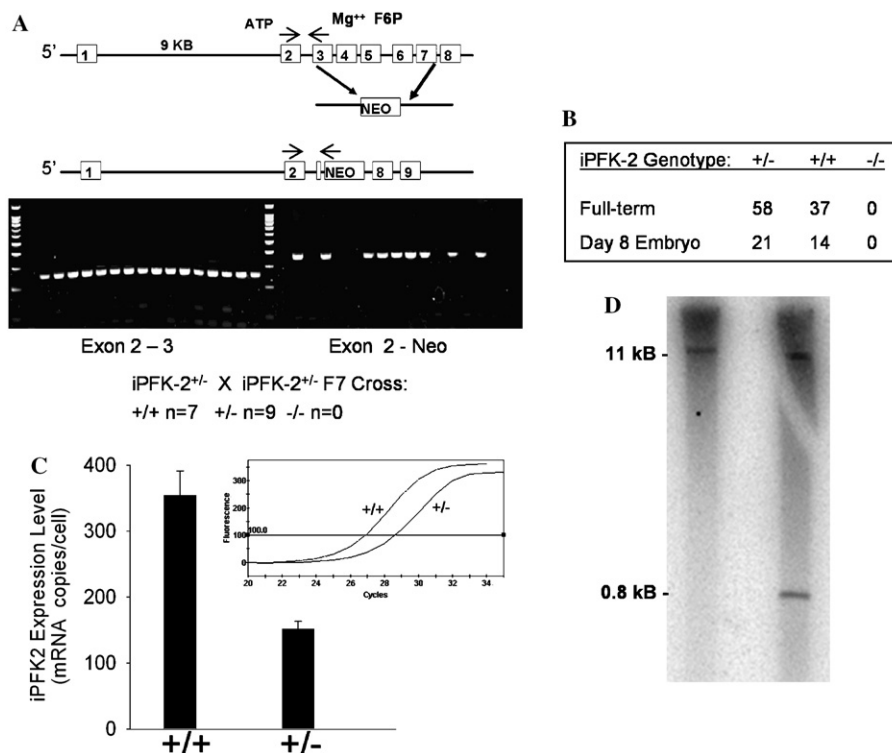 A
ATP Mg++ F6P
5' 1 9 KB 2 3 4 5 6 7 8
NEO
5' 1 2 NEO 8 9
Exon 2 – 3 Exon 2 - Neo
iPFK-2+/- X iPFK-2+/- F7 Cross:
+/+ n=7 +/- n=9 -/- n=0
B
iPFK-2 Genotype: +/- +/+ -/-
Full-term 58 37 0
Day 8 Embryo 21 14 0
C
iPFK2 Expression Level
(mRNA copies/cell)
400
300
200
100
0
+/+ +/-
Fluorescence
300
200
100
0
100.0
+/+
+/-
20 22 24 26 28 30 32 34
Cycles
D
11 kB -
0.8 kB -